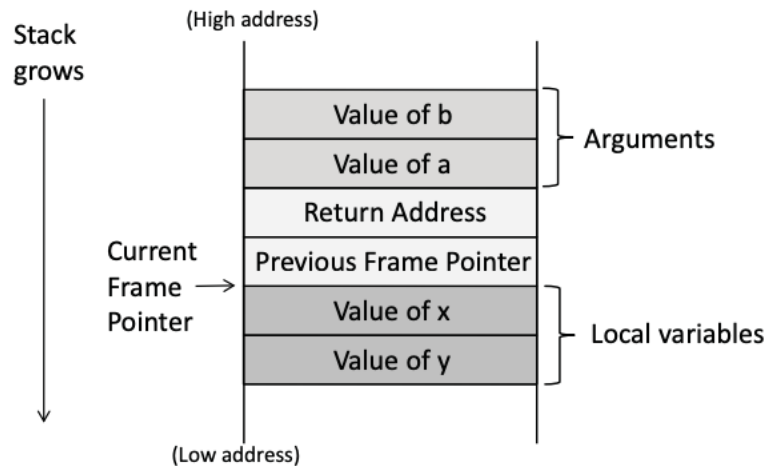 (High address)
Stack
grows
Value of b
Value of a
Arguments
Return Address
Previous Frame Pointer
Current
Frame
Pointer
Value of x
Value of y
Local variables
(Low address)